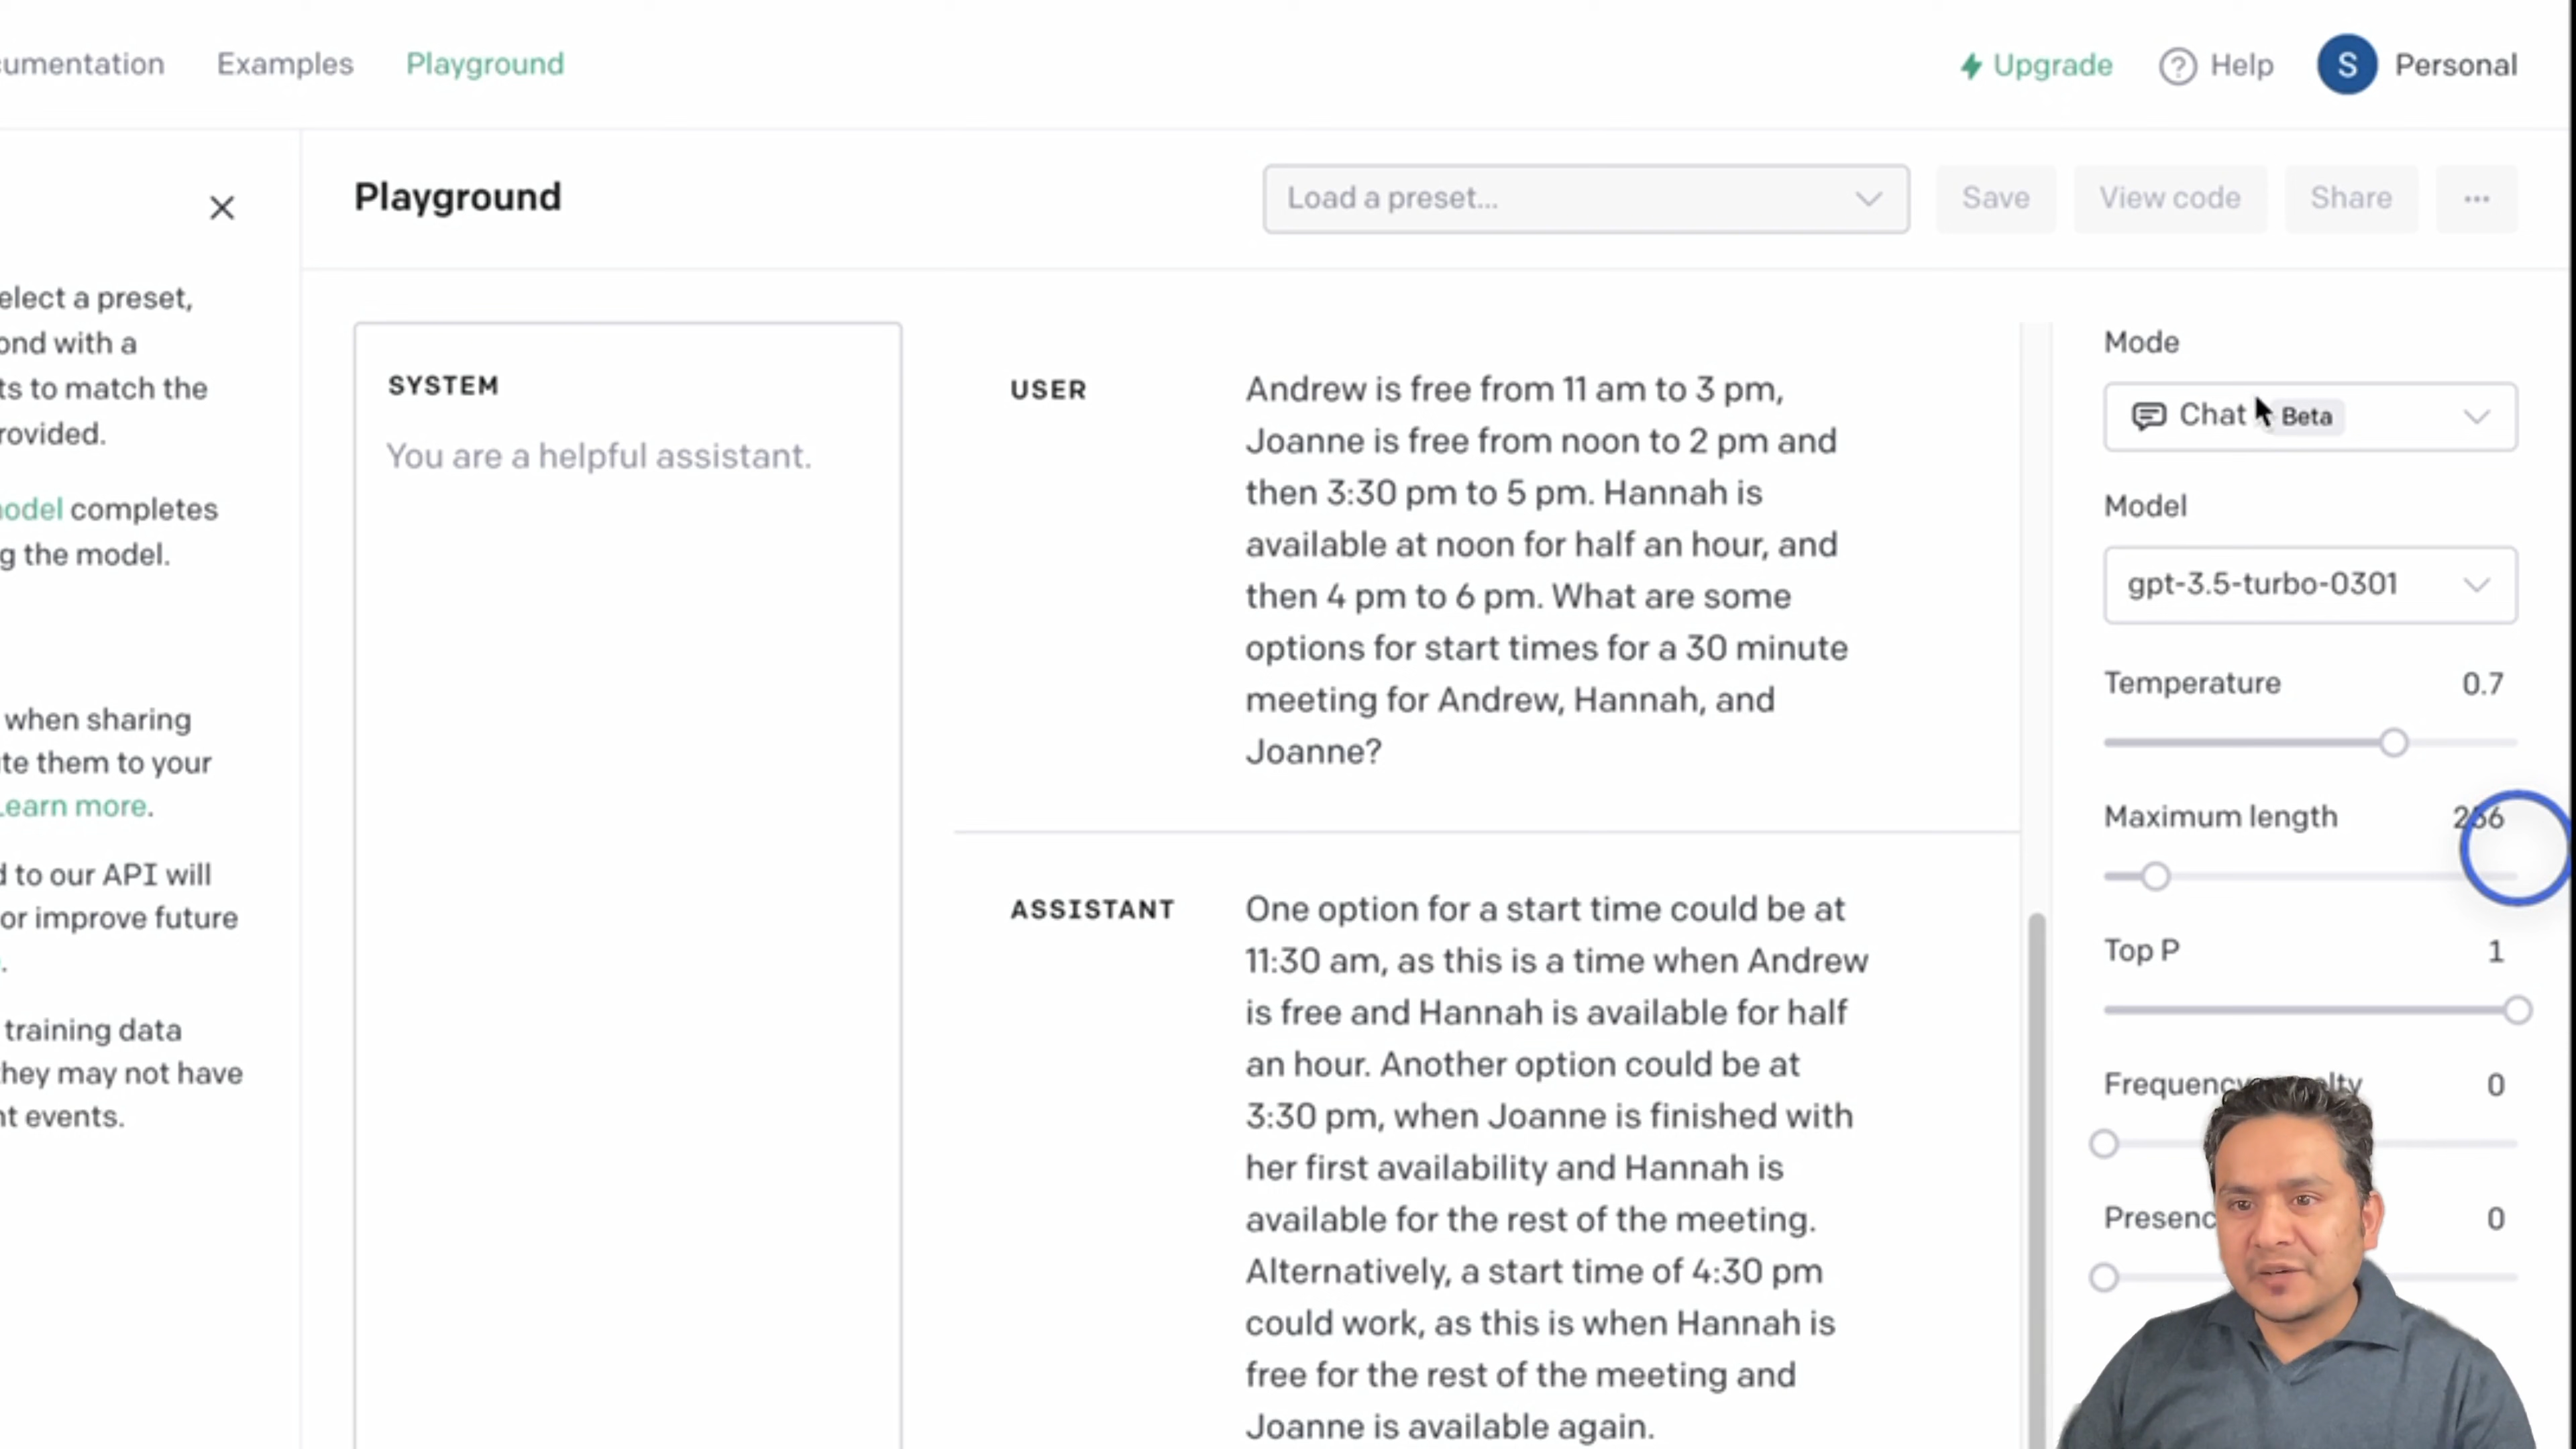 cumentation Examples Playground Upgrade Help S Personal
Playground Load a preset... Save View code Share ...
elect a preset,
ond with a
ts to match the
rovided.
odel completes
g the model.
when sharing
te them to your
Learn more.
d to our API will
or improve future
training data
they may not have
nt events.
SYSTEM
You are a helpful assistant.
USER
Andrew is free from 11 am to 3 pm,
Joanne is free from noon to 2 pm and
then 3:30 pm to 5 pm. Hannah is
available at noon for half an hour, and
then 4 pm to 6 pm. What are some
options for start times for a 30 minute
meeting for Andrew, Hannah, and
Joanne?
ASSISTANT
One option for a start time could be at
11:30 am, as this is a time when Andrew
is free and Hannah is available for half
an hour. Another option could be at
3:30 pm, when Joanne is finished with
her first availability and Hannah is
available for the rest of the meeting.
Alternatively, a start time of 4:30 pm
could work, as this is when Hannah is
free for the rest of the meeting and
Joanne is available again.
Mode
Chat Beta
Model
gpt-3.5-turbo-0301
Temperature 0.7
Maximum length 256
Top P 1
Frequency 0
Presenc 0